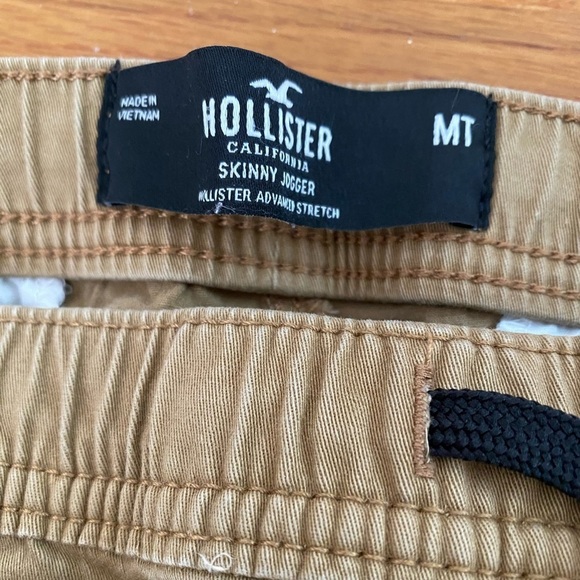 MADE IN
VIETNAM
HOLLISTER
CALIFORNIA
SKINNY JOGGER
HOLLISTER ADVANCED STRETCH
MT